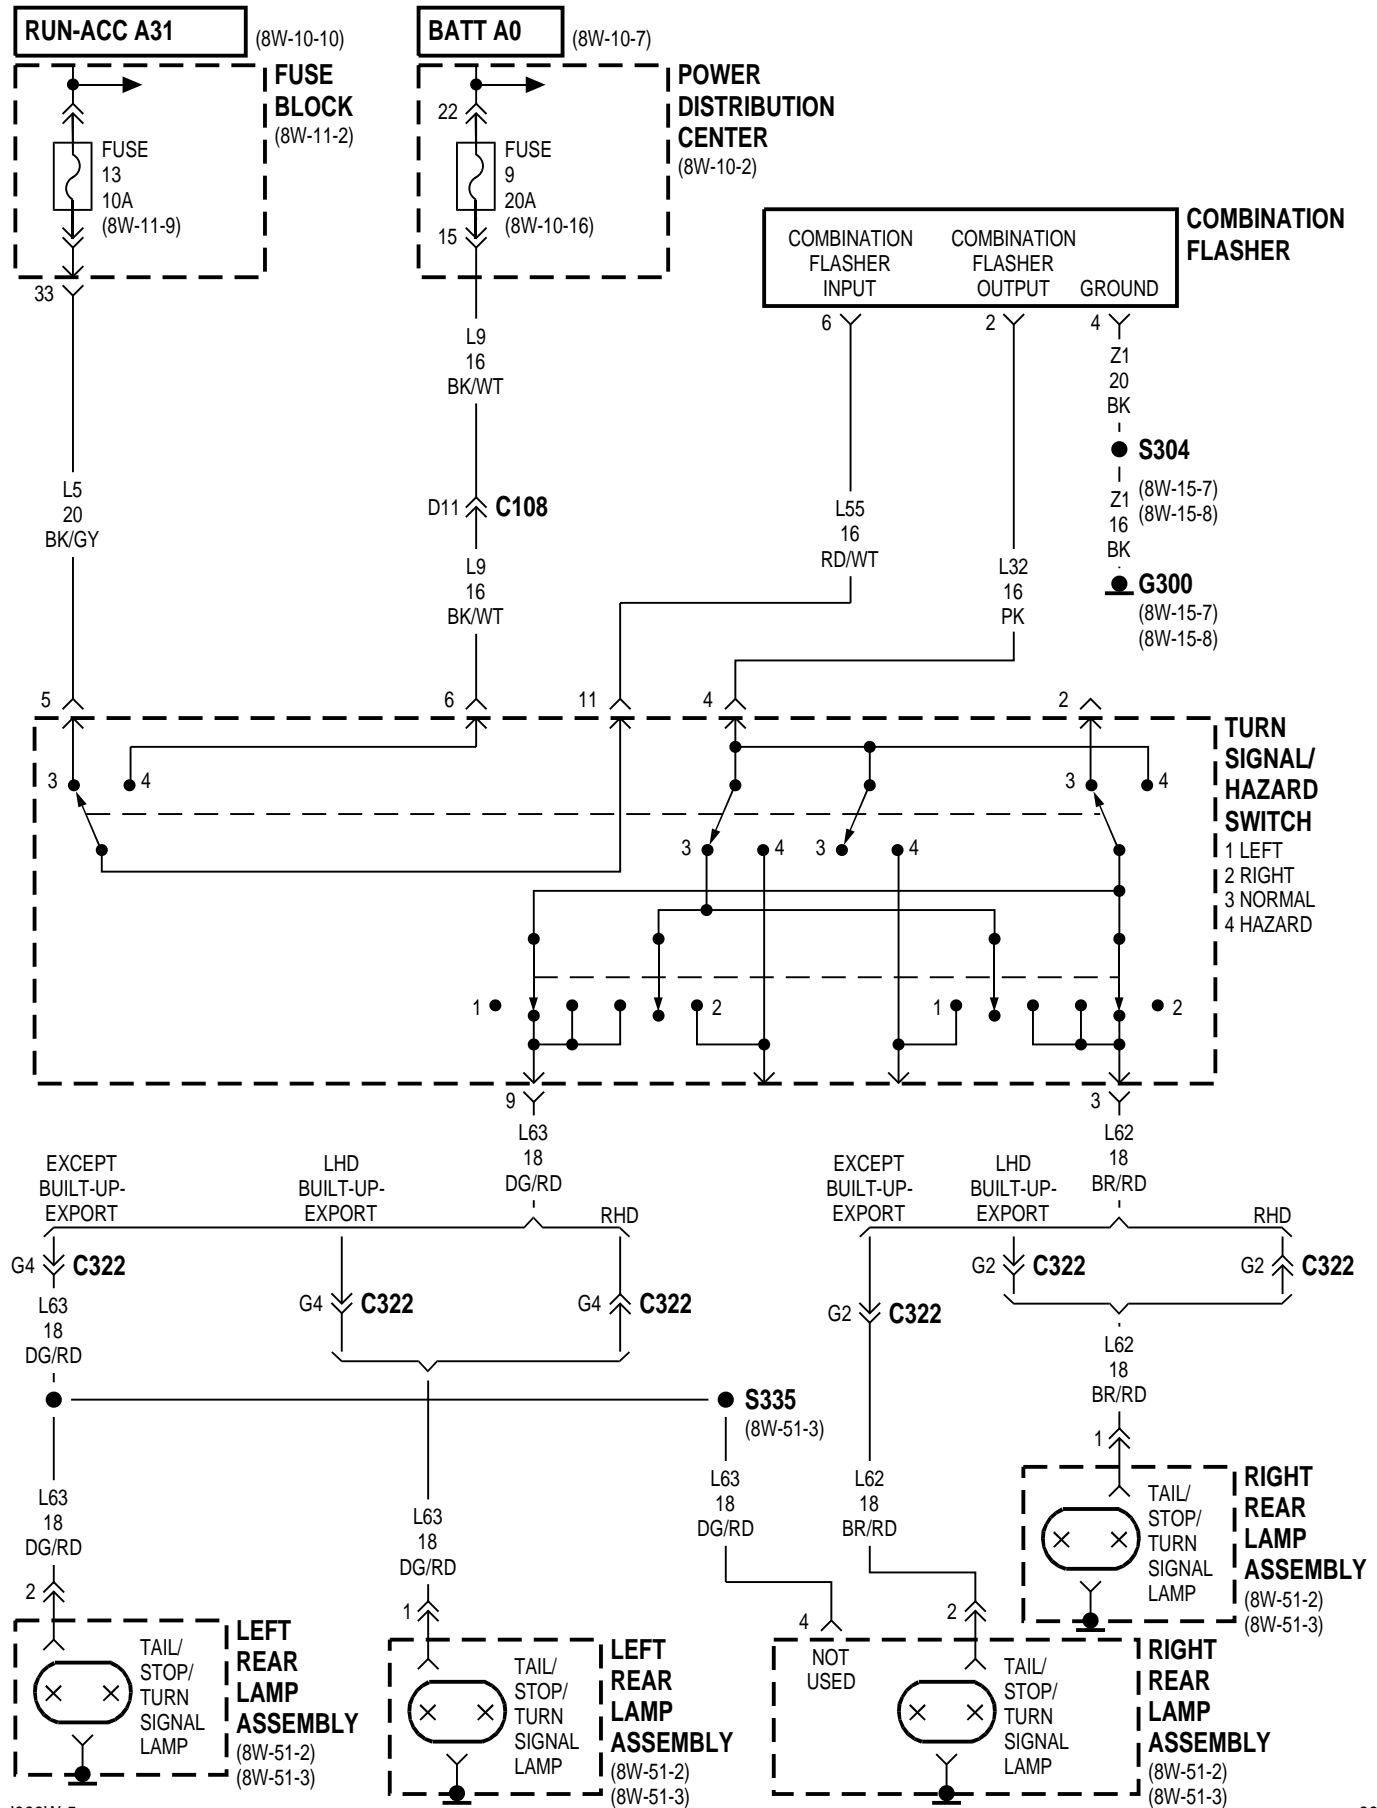 RUN-ACC A31
(8W-10-10)
BATT A0
(8W-10-7)
FUSE
BLOCK
(8W-11-2)
FUSE
13
10A
(8W-11-9)
33
22
FUSE
9
20A
(8W-10-16)
15
POWER
DISTRIBUTION
CENTER
(8W-10-2)
COMBINATION
FLASHER
INPUT
COMBINATION
FLASHER
OUTPUT
GROUND
COMBINATION
FLASHER
6
2
4
L9
16
BK/WT
Z1
20
BK
S304
(8W-15-7)
(8W-15-8)
Z1
16
BK
G300
(8W-15-7)
(8W-15-8)
L5
20
BK/GY
D11
C108
L9
16
BK/WT
L55
16
RD/WT
L32
16
PK
5
6
11
4
2
TURN
SIGNAL/
HAZARD
SWITCH
1 LEFT
2 RIGHT
3 NORMAL
4 HAZARD
3
4
3
4
3
4
3
4
1
2
1
2
9
3
L63
18
DG/RD
L62
18
BR/RD
EXCEPT
BUILT-UP-
EXPORT
LHD
BUILT-UP-
EXPORT
RHD
EXCEPT
BUILT-UP-
EXPORT
LHD
BUILT-UP-
EXPORT
RHD
G4
C322
G4
C322
G4
C322
G2
C322
G2
C322
G2
C322
L63
18
DG/RD
L62
18
BR/RD
S335
(8W-51-3)
L63
18
DG/RD
L63
18
DG/RD
L63
18
DG/RD
L62
18
BR/RD
1
TAIL/
STOP/
TURN
SIGNAL
LAMP
RIGHT
REAR
LAMP
ASSEMBLY
(8W-51-2)
(8W-51-3)
2
TAIL/
STOP/
TURN
SIGNAL
LAMP
LEFT
REAR
LAMP
ASSEMBLY
(8W-51-2)
(8W-51-3)
1
TAIL/
STOP/
TURN
SIGNAL
LAMP
LEFT
REAR
LAMP
ASSEMBLY
(8W-51-2)
(8W-51-3)
4
NOT
USED
2
TAIL/
STOP/
TURN
SIGNAL
LAMP
RIGHT
REAR
LAMP
ASSEMBLY
(8W-51-2)
(8W-51-3)